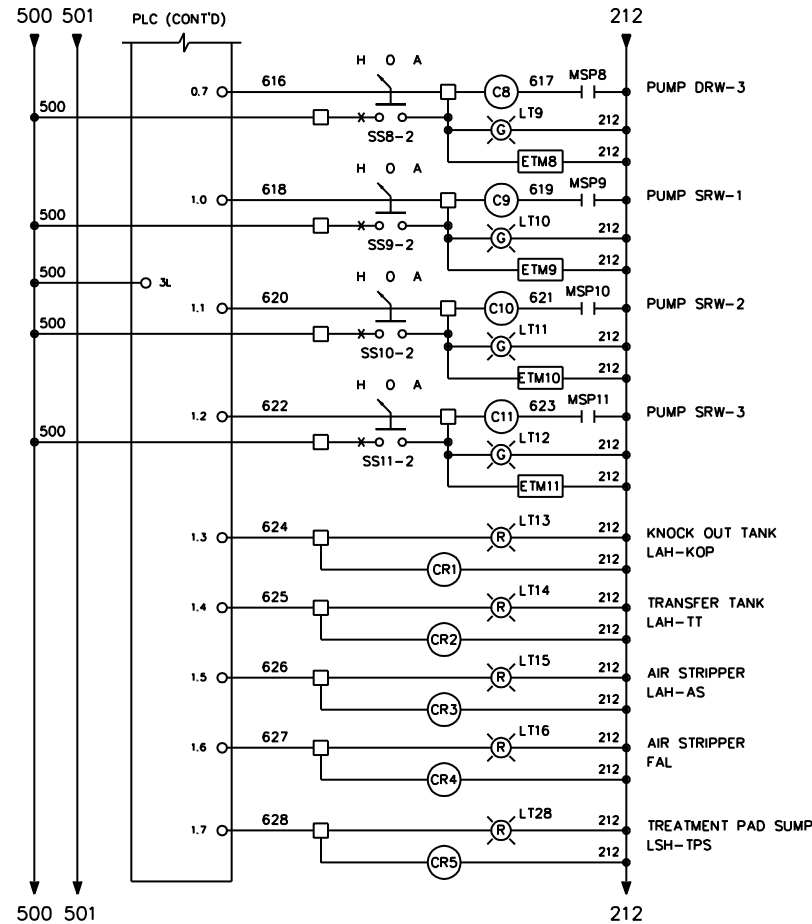 500 501 PLC (CONT'D) 212
H O A
0.7 616 C8 617 MSP8 PUMP DRW-3
500 SS8-2 G LT9 212
ETM8 212
H O A
1.0 618 C9 619 MSP9 PUMP SRW-1
500 SS9-2 G LT10 212
ETM9 212
500 3L
H O A
1.1 620 C10 621 MSP10 PUMP SRW-2
500 SS10-2 G LT11 212
ETM10 212
H O A
1.2 622 C11 623 MSP11 PUMP SRW-3
500 SS11-2 G LT12 212
ETM11 212
1.3 624 R LT13 212 KNOCK OUT TANK
CR1 212 LAH-KOP
1.4 625 R LT14 212 TRANSFER TANK
CR2 212 LAH-TT
1.5 626 R LT15 212 AIR STRIPPER
CR3 212 LAH-AS
1.6 627 R LT16 212 AIR STRIPPER
CR4 212 FAL
1.7 628 R LT28 212 TREATMENT PAD SUMP
CR5 212 LSH-TPS
500 501 212